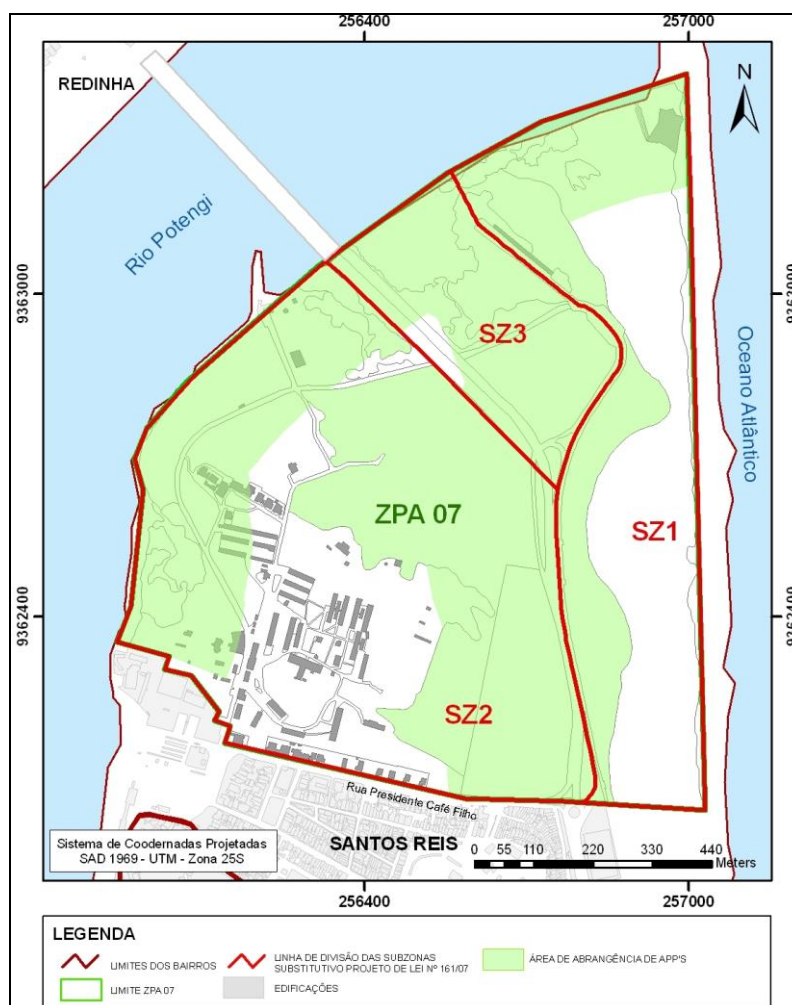 256400
257000
REDINHA
N
Rio Potengi
9363000
9363000
SZ3
Oceano Atlântico
ZPA 07
SZ1
9362400
9362400
SZ2
Rua Presidente Café Filho
Sistema de Coodernadas Projetadas
SAD 1969 - UTM - Zona 25S
SANTOS REIS
0 55 110 220 330 440
Meters
256400
257000
LEGENDA
LIMITES DOS BAIRROS
LINHA DE DIVISÃO DAS SUBZONAS
SUBSTITUTIVO PROJETO DE LEI Nº 161/07
ÁREA DE ABRANGÊNCIA DE APP'S
LIMITE ZPA 07
EDIFICAÇÕES